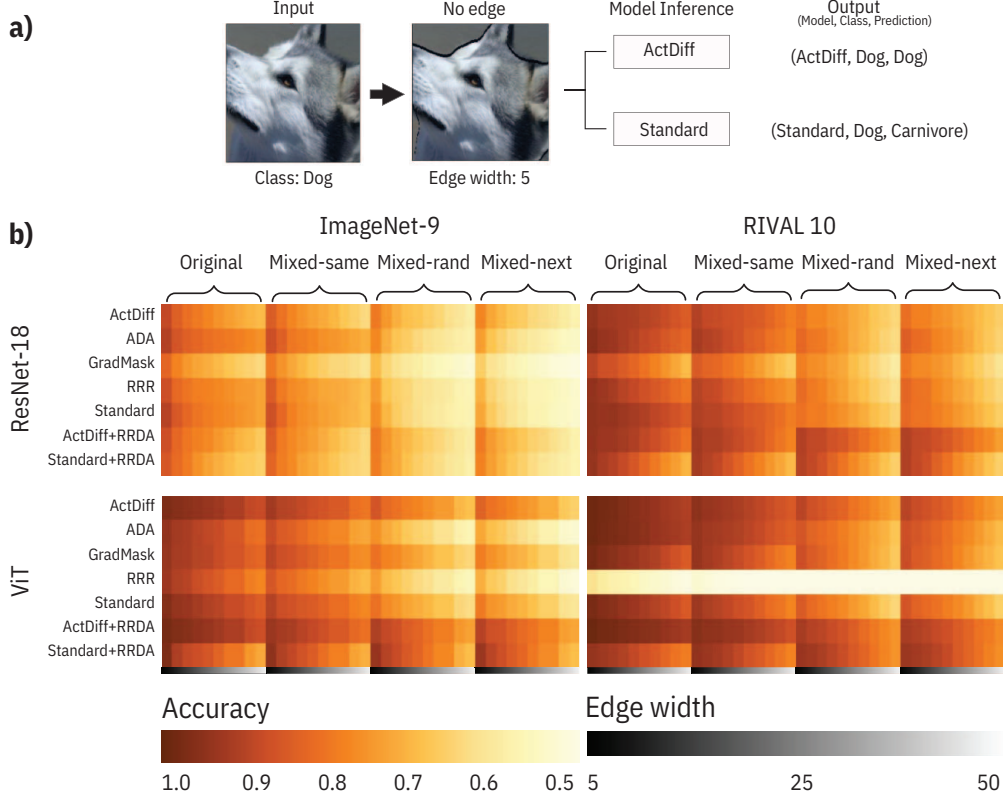 a)
Input
No edge
Model Inference
Output
(Model, Class, Prediction)
ActDiff
(ActDiff, Dog, Dog)
Standard
(Standard, Dog, Carnivore)
Class: Dog
Edge width: 5
b)
ImageNet-9
RIVAL 10
Original
Mixed-same
Mixed-rand
Mixed-next
Original
Mixed-same
Mixed-rand
Mixed-next
ResNet-18
ActDiff
ADA
GradMask
RRR
Standard
ActDiff+RRDA
Standard+RRDA
ViT
ActDiff
ADA
GradMask
RRR
Standard
ActDiff+RRDA
Standard+RRDA
Accuracy
1.0 0.9 0.8 0.7 0.6 0.5
Edge width
5 25 50